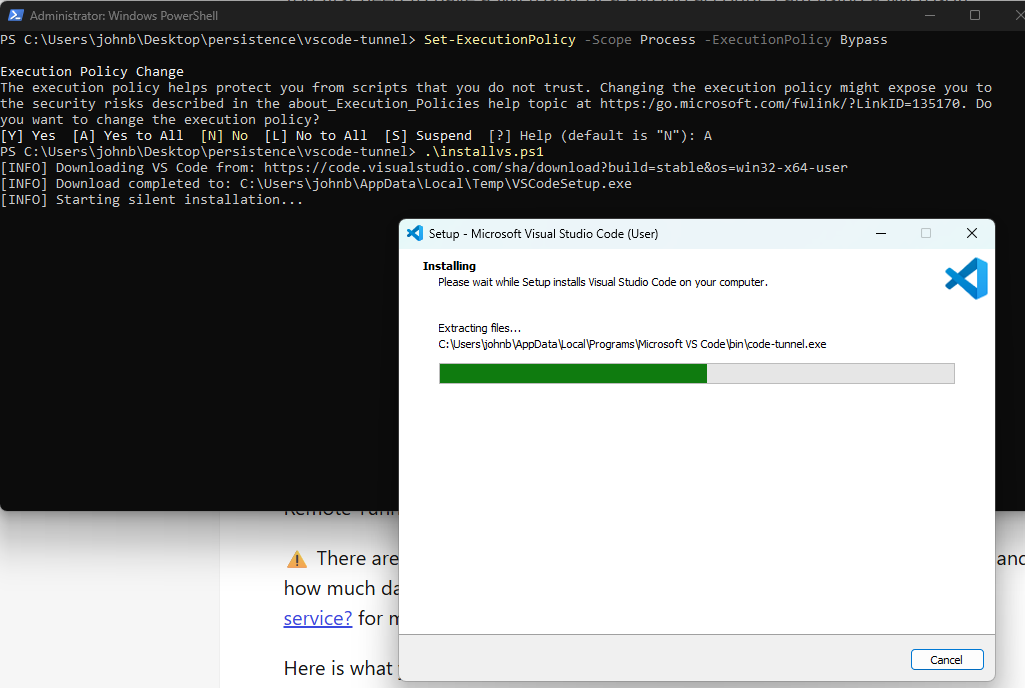 Administrator: Windows PowerShell
PS C:\Users\johnb\Desktop\persistence\vscode-tunnel> Set-ExecutionPolicy -Scope Process -ExecutionPolicy Bypass
Execution Policy Change
The execution policy helps protect you from scripts that you do not trust. Changing the execution policy might expose you to
the security risks described in the about_Execution_Policies help topic at https:/go.microsoft.com/fwlink/?LinkID=135170. Do
you want to change the execution policy?
[Y] Yes  [A] Yes to All  [N] No  [L] No to All  [S] Suspend  [?] Help (default is "N"): A
PS C:\Users\johnb\Desktop\persistence\vscode-tunnel> .\installvs.ps1
[INFO] Downloading VS Code from: https://code.visualstudio.com/sha/download?build=stable&os=win32-x64-user
[INFO] Download completed to: C:\Users\johnb\AppData\Local\Temp\VSCodeSetup.exe
[INFO] Starting silent installation...
Setup - Microsoft Visual Studio Code (User)
Installing
Please wait while Setup installs Visual Studio Code on your computer.
Extracting files...
C:\Users\johnb\AppData\Local\Programs\Microsoft VS Code\bin\code-tunnel.exe
Cancel
There are
and
how much da
service? for m
Here is what